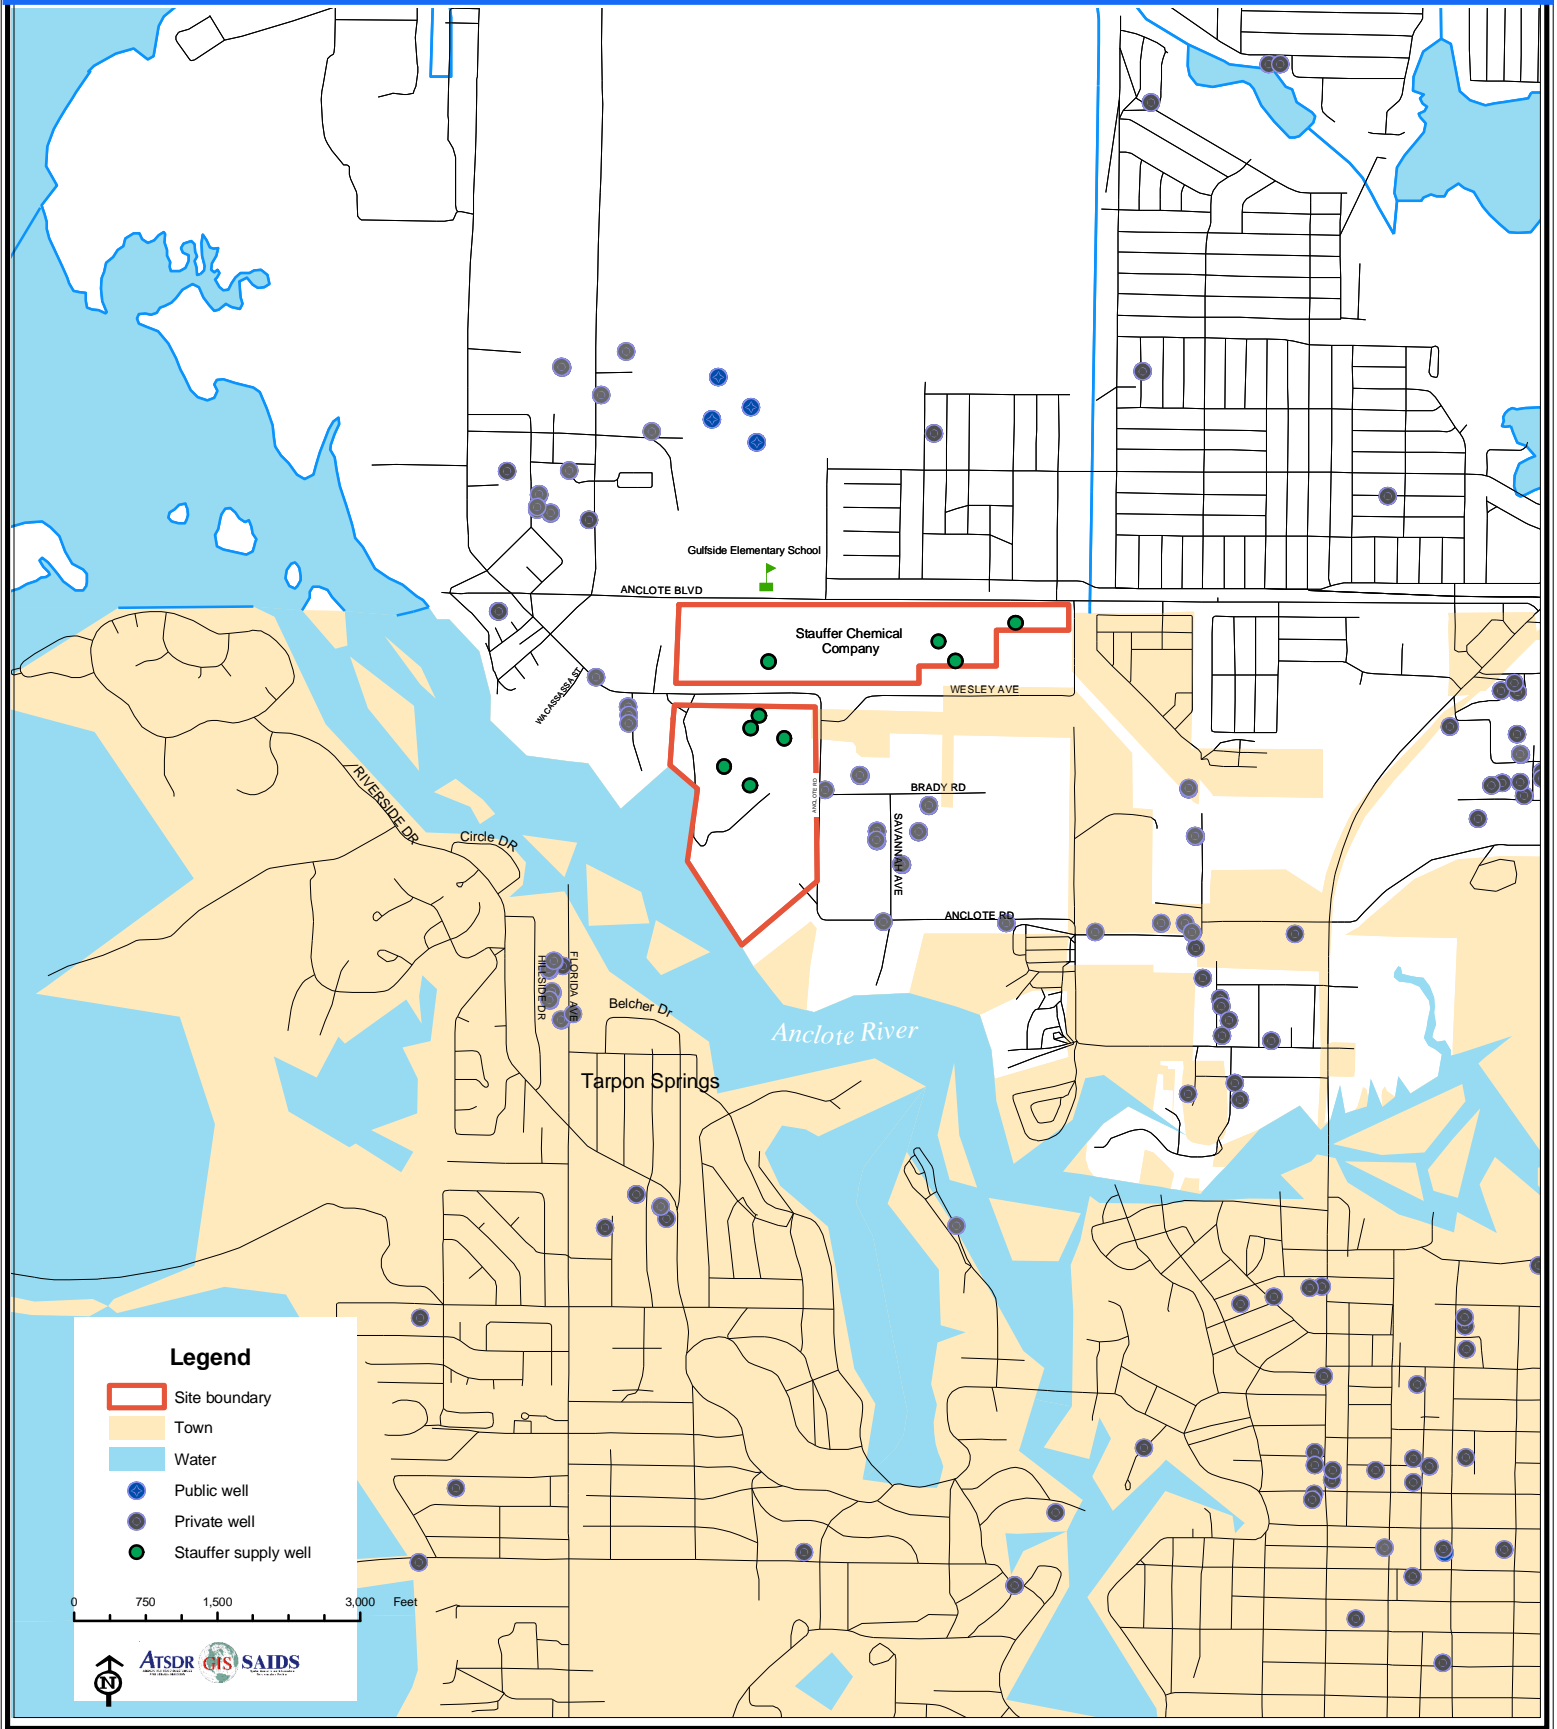 Gulfside Elementary School
ANCLOTE BLVD
Stauffer Chemical
Company
WESLEY AVE
WACASSASSA ST
ANCLOTE RD
BRADY RD
SAVANNAH AVE
RIVERSIDE DR
Circle DR
ANCLOTE RD
HILLSIDE DR
FLORIDA AVE
Belcher Dr
Anclote River
Tarpon Springs
Legend
Site boundary
Town
Water
Public well
Private well
Stauffer supply well
0 750 1,500 3,000 Feet
N
ATSDR GIS SAIDS